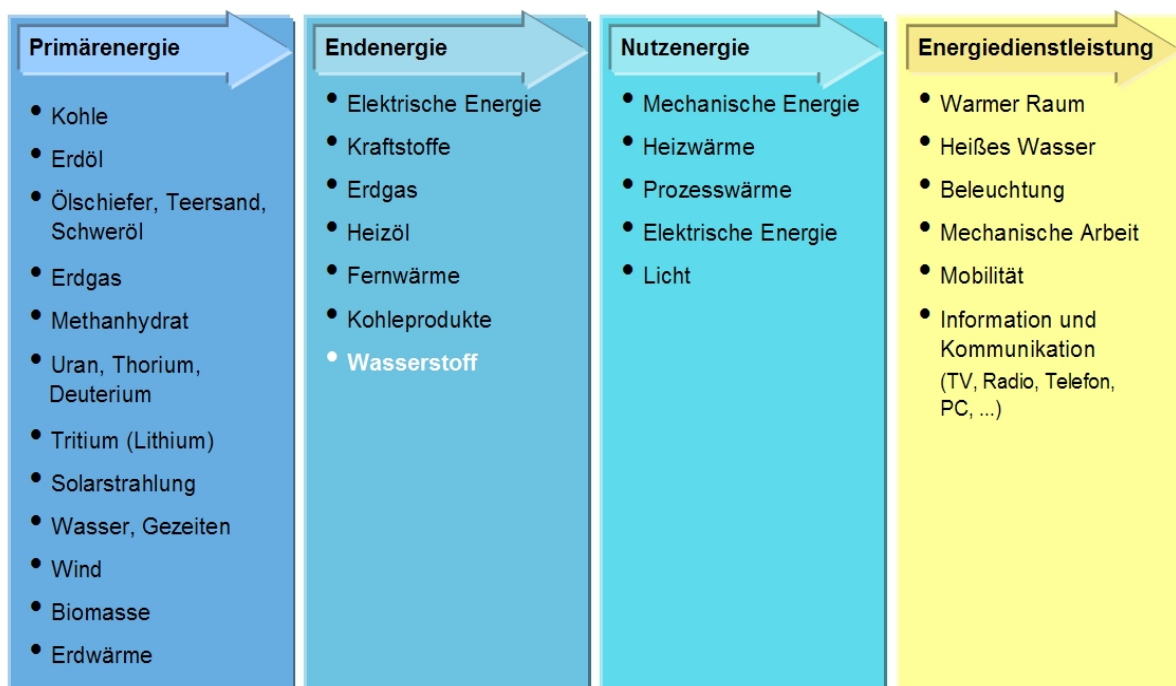 Primärenergie
• Kohle
• Erdöl
• Ölschiefer, Teersand,
Schweröl
• Erdgas
• Methanhydrat
• Uran, Thorium,
Deuterium
• Tritium (Lithium)
• Solarstrahlung
• Wasser, Gezeiten
• Wind
• Biomasse
• Erdwärme
Endenergie
• Elektrische Energie
• Kraftstoffe
• Erdgas
• Heizöl
• Fernwärme
• Kohleprodukte
• Wasserstoff
Nutzenergie
• Mechanische Energie
• Heizwärme
• Prozesswärme
• Elektrische Energie
• Licht
Energiedienstleistung
• Warmer Raum
• Heißes Wasser
• Beleuchtung
• Mechanische Arbeit
• Mobilität
• Information und
Kommunikation
(TV, Radio, Telefon,
PC, ...)